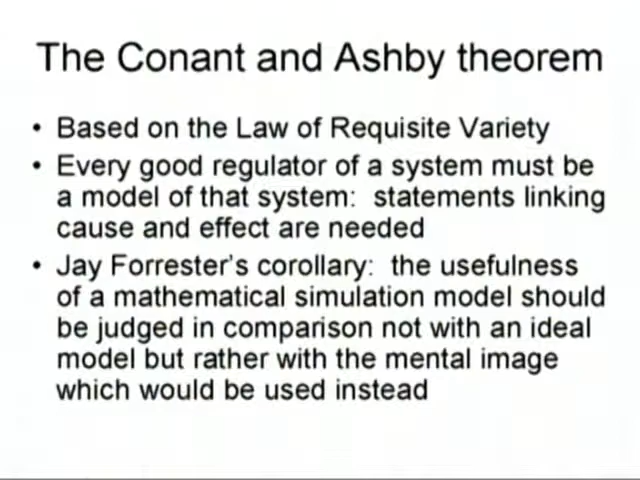 The Conant and Ashby theorem
• Based on the Law of Requisite Variety
• Every good regulator of a system must be
a model of that system:  statements linking
cause and effect are needed
• Jay Forrester's corollary:  the usefulness
of a mathematical simulation model should
be judged in comparison not with an ideal
model but rather with the mental image
which would be used instead